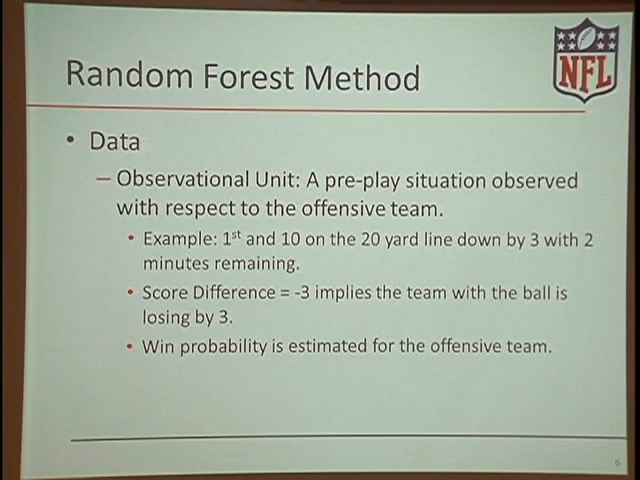 Random Forest Method
NFL
• Data
– Observational Unit: A pre-play situation observed
with respect to the offensive team.
• Example: 1st and 10 on the 20 yard line down by 3 with 2
minutes remaining.
• Score Difference = -3 implies the team with the ball is
losing by 3.
• Win probability is estimated for the offensive team.
6